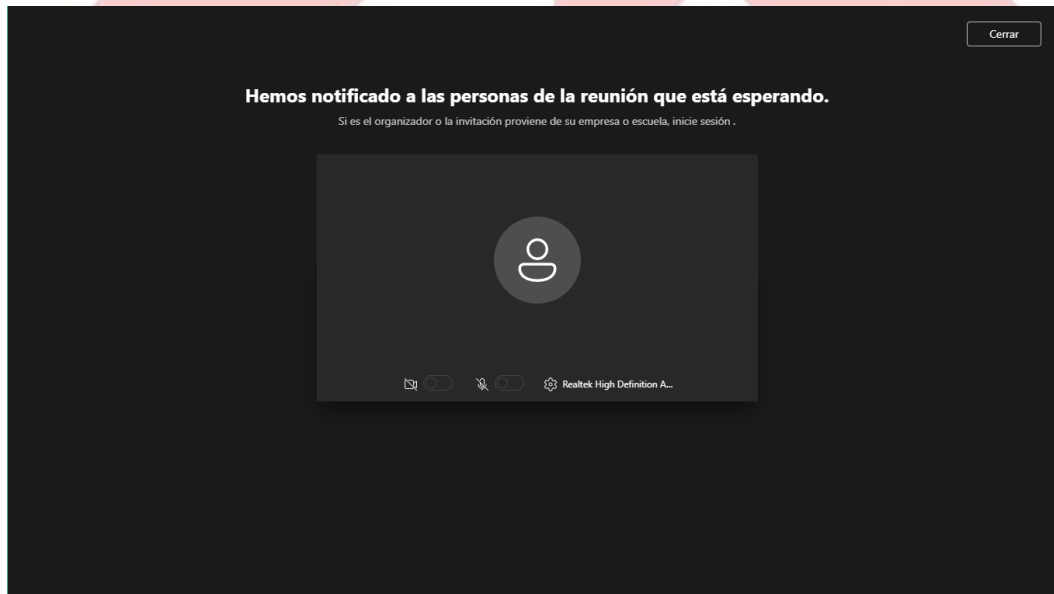 Cerrar
Hemos notificado a las personas de la reunión que está esperando.
Si es el organizador o la invitación proviene de su empresa o escuela, inicie sesión .
Realtek High Definition A...